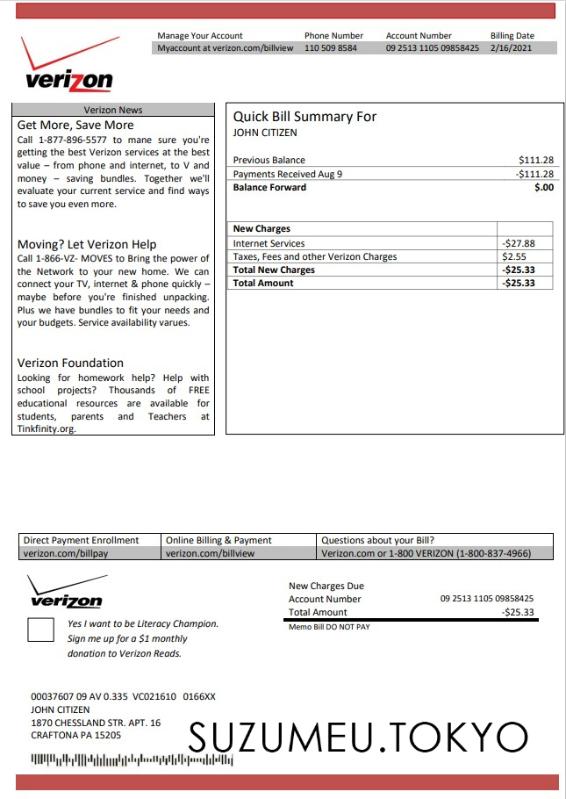 Manage Your Account Phone Number Account Number Billing Date
Myaccount at verizon.com/billview 110 509 8584 09 2513 1105 09858425 2/16/2021
verizon
Verizon News
Get More, Save More
Call 1-877-896-5577 to mane sure you're
getting the best Verizon services at the best
value – from phone and internet, to V and
money – saving bundles. Together we'll
evaluate your current service and find ways
to save you even more.
Moving? Let Verizon Help
Call 1-866-VZ- MOVES to Bring the power of
the Network to your new home. We can
connect your TV, internet & phone quickly –
maybe before you're finished unpacking.
Plus we have bundles to fit your needs and
your budgets. Service availability varues.
Verizon Foundation
Looking for homework help? Help with
school projects? Thousands of FREE
educational resources are available for
students, parents and Teachers at
Tinkfinity.org.
Quick Bill Summary For
JOHN CITIZEN
Previous Balance $111.28
Payments Received Aug 9 -$111.28
Balance Forward $.00
New Charges
Internet Services -$27.88
Taxes, Fees and other Verizon Charges $2.55
Total New Charges -$25.33
Total Amount -$25.33
Direct Payment Enrollment Online Billing & Payment Questions about your Bill?
verizon.com/billpay verizon.com/billview Verizon.com or 1-800 VERIZON (1-800-837-4966)
verizon
Yes I want to be Literacy Champion.
Sign me up for a $1 monthly
donation to Verizon Reads.
New Charges Due
Account Number 09 2513 1105 09858425
Total Amount -$25.33
Memo Bill DO NOT PAY
00037607 09 AV 0.335 VC021610 0166XX
JOHN CITIZEN
1870 CHESSLAND STR. APT. 16
CRAFTONA PA 15205
SUZUMEU.TOKYO